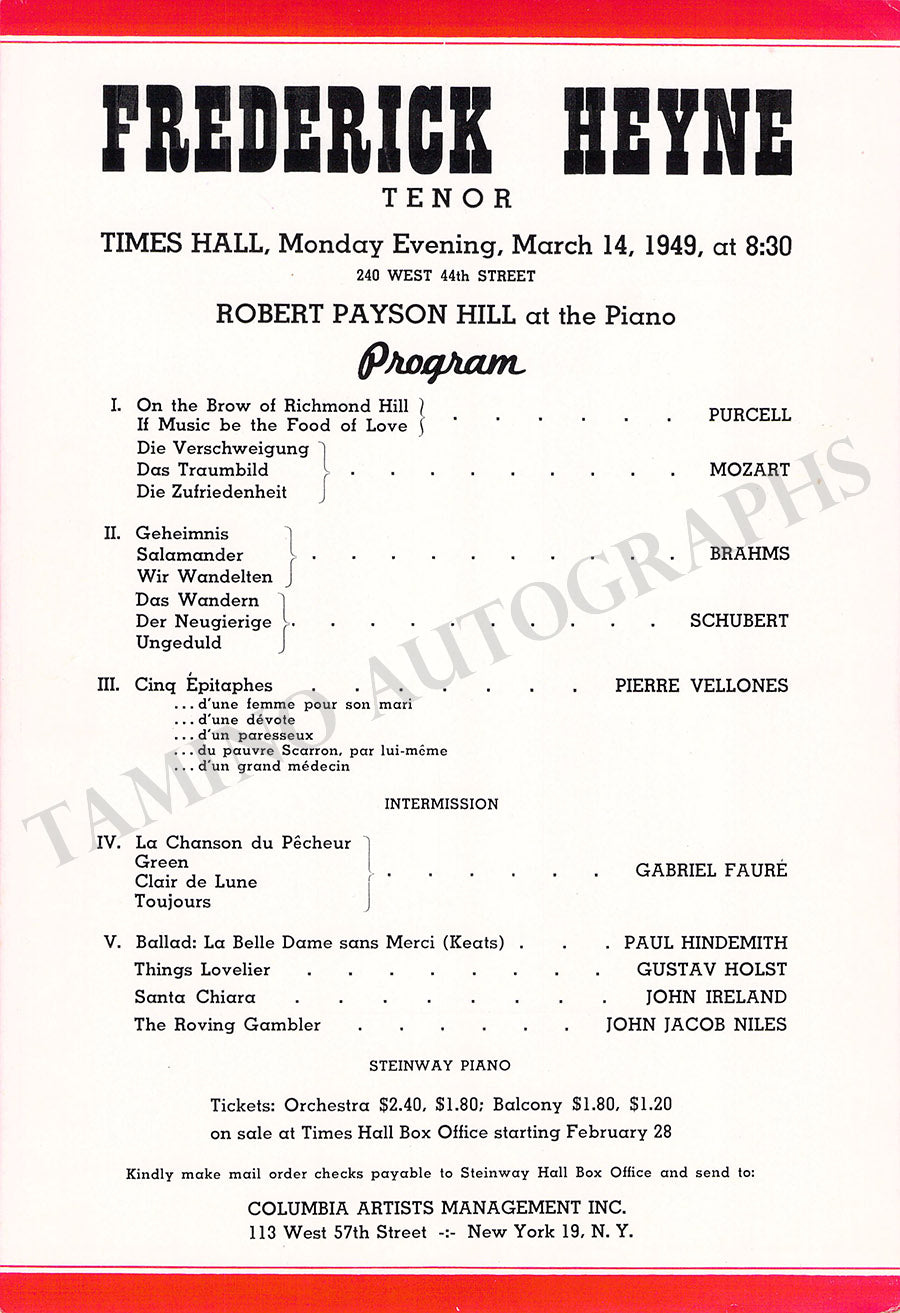 FREDERICK HEYNE
TENOR
TIMES HALL, Monday Evening, March 14, 1949, at 8:30
240 WEST 44th STREET
ROBERT PAYSON HILL at the Piano
Program
I. On the Brow of Richmond Hill
If Music be the Food of Love . . . . . . PURCELL
Die Verschweigung
Das Traumbild . . . . . . . . . MOZART
Die Zufriedenheit
II. Geheimnis
Salamander . . . . . . . . . . BRAHMS
Wir Wandelten
Das Wandern
Der Neugierige . . . . . . . . . . SCHUBERT
Ungeduld
III. Cinq Épitaphes . . . . . . . PIERRE VELLONES
...d'une femme pour son mari
...d'une dévote
...d'un paresseux
...du pauvre Scarron, par lui-même
...d'un grand médecin
INTERMISSION
IV. La Chanson du Pêcheur
Green
Clair de Lune . . . . . . GABRIEL FAURÉ
Toujours
V. Ballad: La Belle Dame sans Merci (Keats) . . . PAUL HINDEMITH
Things Lovelier . . . . . . . . GUSTAV HOLST
Santa Chiara . . . . . . . . . JOHN IRELAND
The Roving Gambler . . . . . . JOHN JACOB NILES
STEINWAY PIANO
Tickets: Orchestra $2.40, $1.80; Balcony $1.80, $1.20
on sale at Times Hall Box Office starting February 28
Kindly make mail order checks payable to Steinway Hall Box Office and send to:
COLUMBIA ARTISTS MANAGEMENT INC.
113 West 57th Street -:- New York 19, N. Y.
TAMINO AUTOGRAPHS